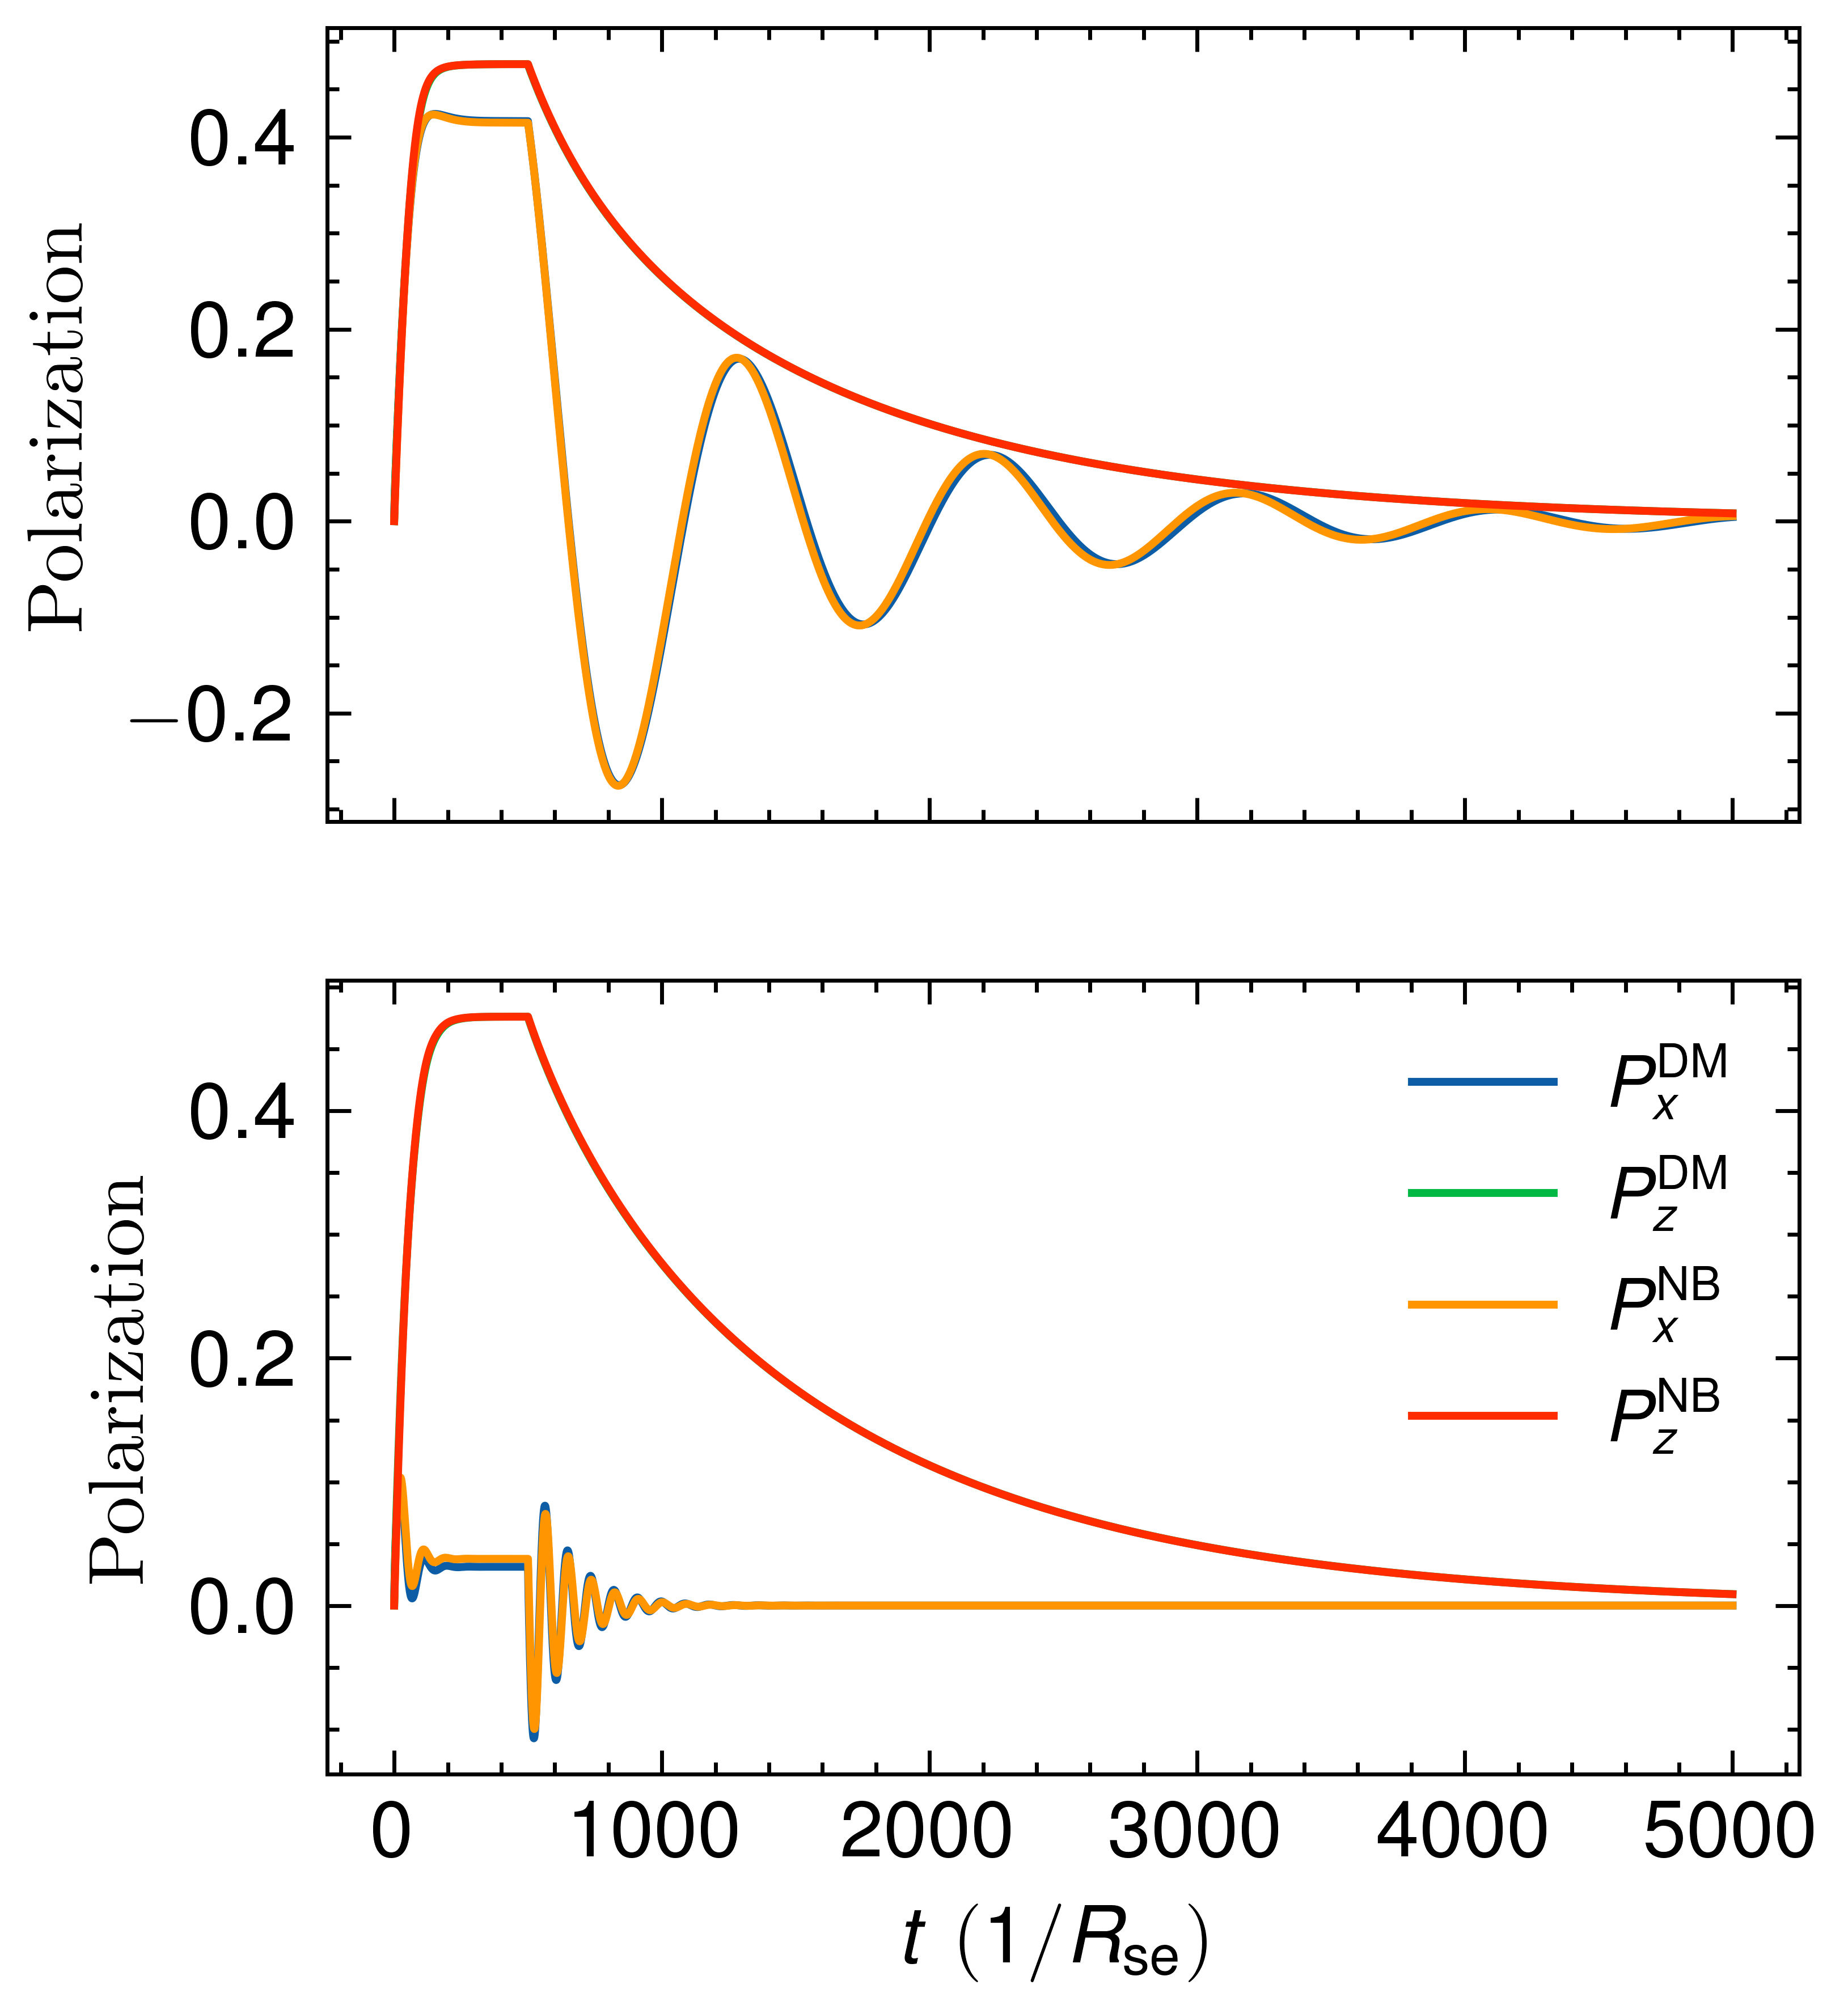 0.4
0.2
0.0
−0.2
Polarization
0.4
0.2
0.0
Polarization
P_x^DM
P_z^DM
P_x^NB
P_z^NB
0 1000 2000 3000 4000 5000
t (1/R_se)